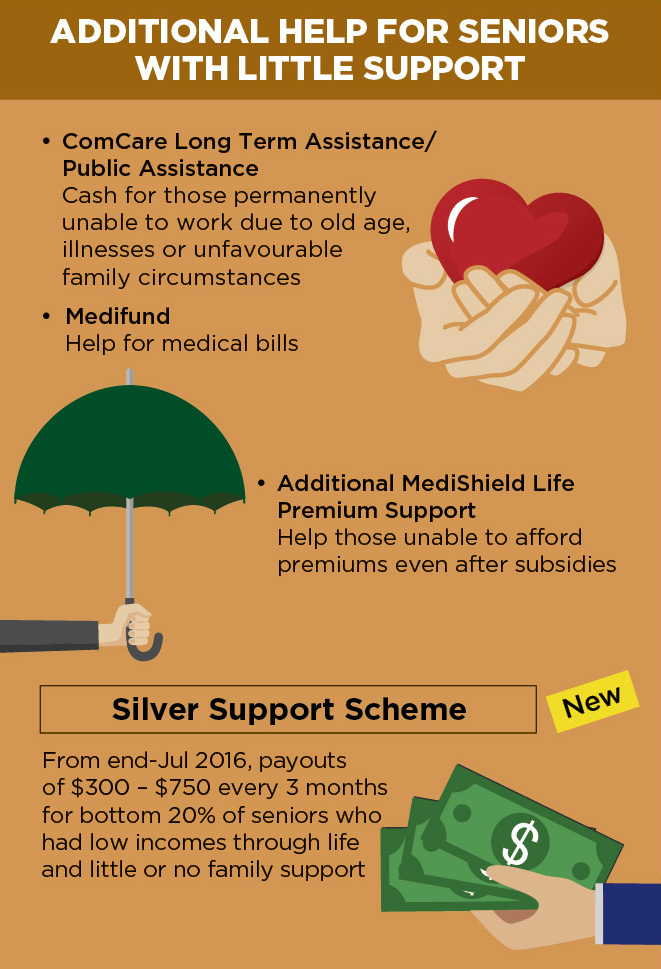 ADDITIONAL HELP FOR SENIORS
WITH LITTLE SUPPORT
• ComCare Long Term Assistance/
Public Assistance
Cash for those permanently
unable to work due to old age,
illnesses or unfavourable
family circumstances
• Medifund
Help for medical bills
• Additional MediShield Life
Premium Support
Help those unable to afford
premiums even after subsidies
Silver Support Scheme
New
From end-Jul 2016, payouts
of $300 – $750 every 3 months
for bottom 20% of seniors who
had low incomes through life
and little or no family support
$